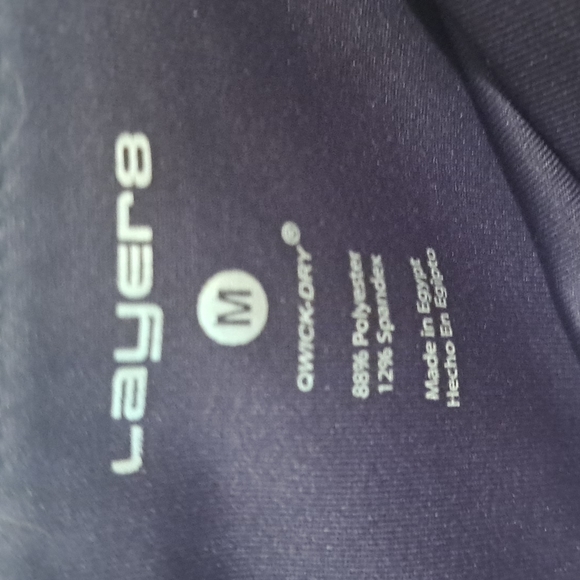 Layer8
M
QWICK-DRY®
88% Polyester
12% Spandex
Made in Egypt
Hecho En Egipto